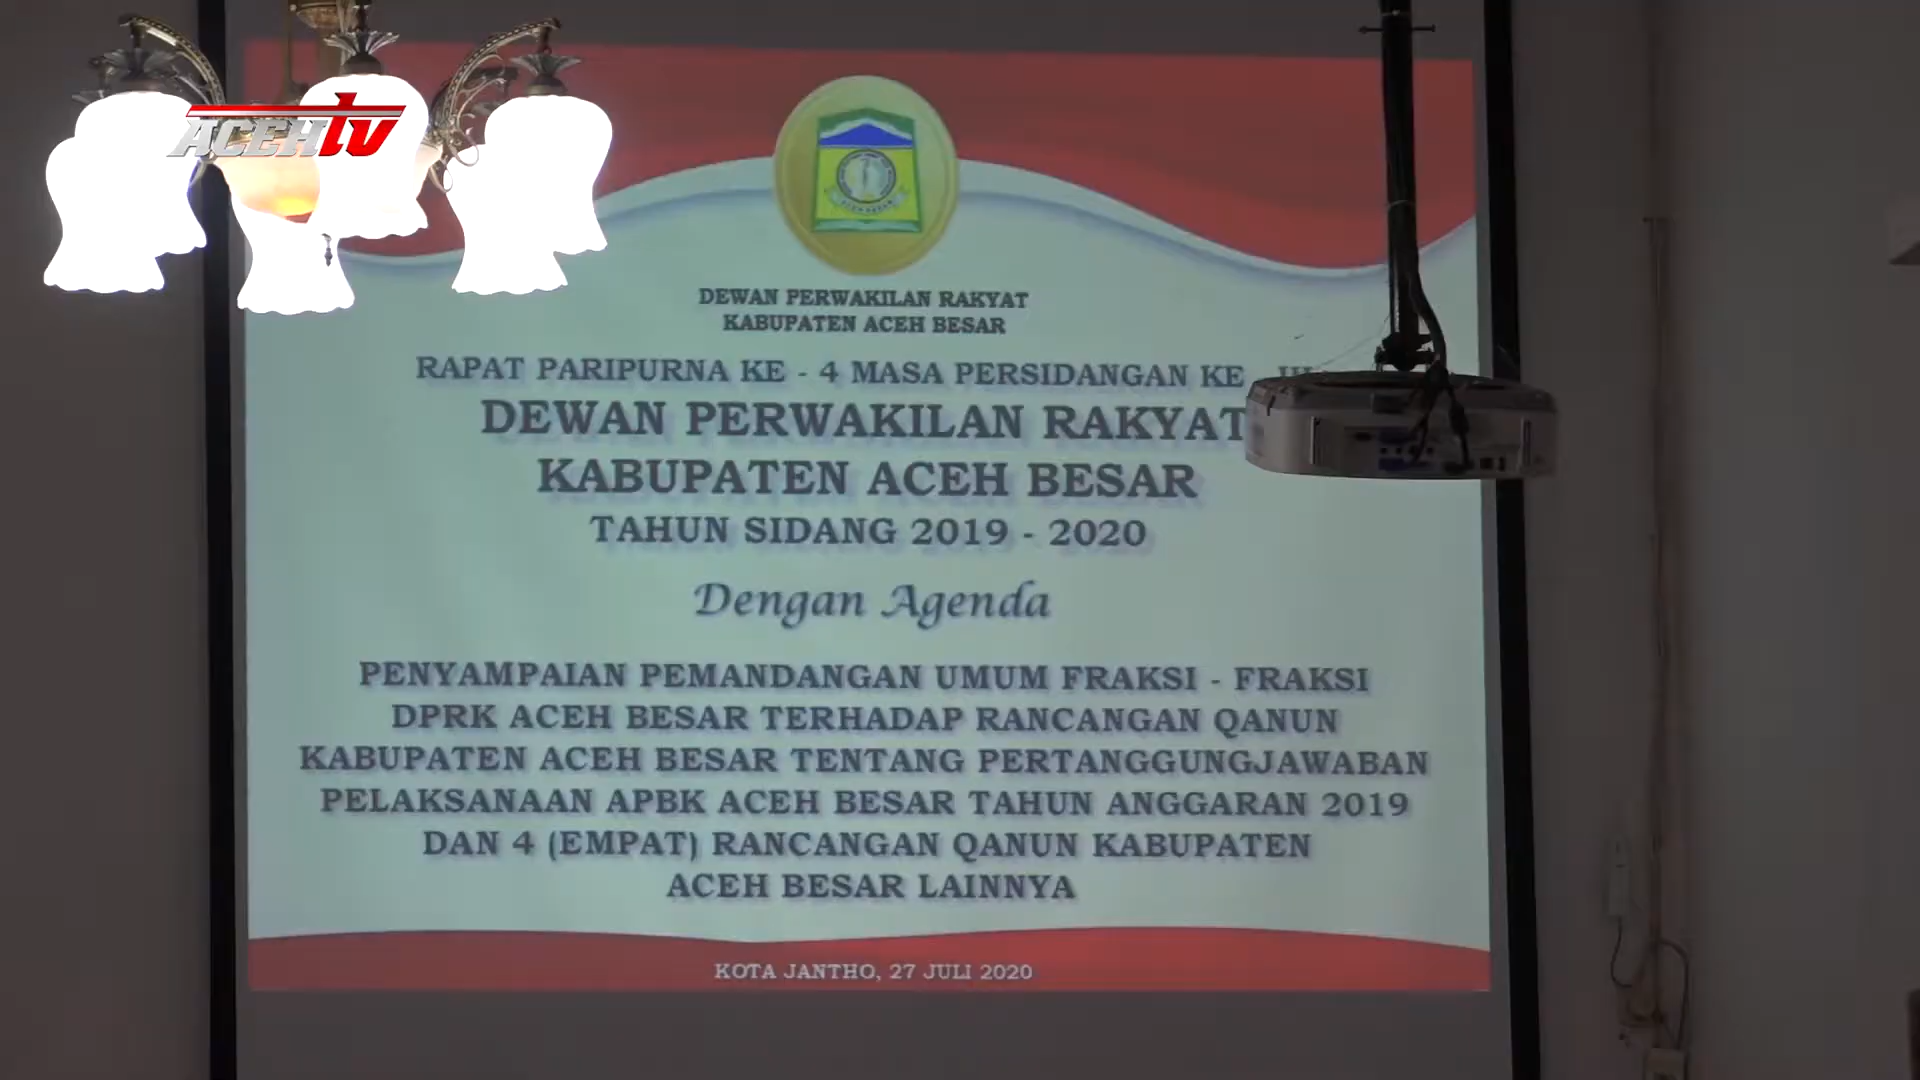 ACEHTV
DEWAN PERWAKILAN RAKYAT
KABUPATEN ACEH BESAR
RAPAT PARIPURNA KE - 4 MASA PERSIDANGAN KE -
DEWAN PERWAKILAN RAKYAT
KABUPATEN ACEH BESAR
TAHUN SIDANG 2019 - 2020
Dengan Agenda
PENYAMPAIAN PEMANDANGAN UMUM FRAKSI - FRAKSI
DPRK ACEH BESAR TERHADAP RANCANGAN QANUN
KABUPATEN ACEH BESAR TENTANG PERTANGGUNGJAWABAN
PELAKSANAAN APBK ACEH BESAR TAHUN ANGGARAN 2019
DAN 4 (EMPAT) RANCANGAN QANUN KABUPATEN
ACEH BESAR LAINNYA
KOTA JANTHO, 27 JULI 2020